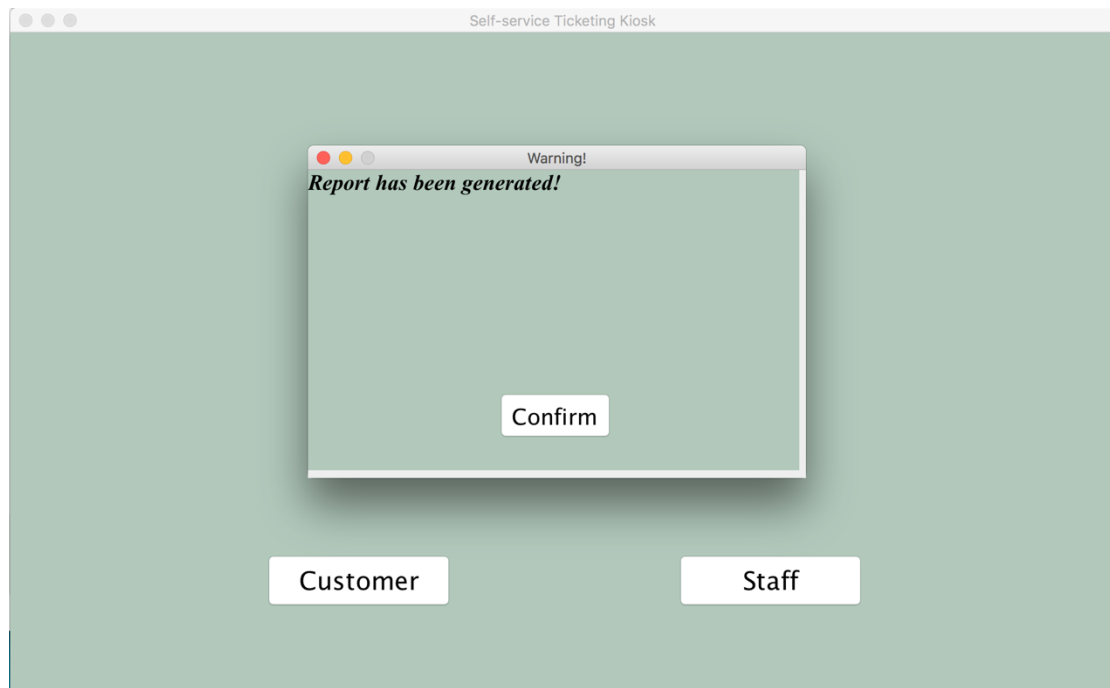 Self-service Ticketing Kiosk
Warning!
Report has been generated!
Confirm
Customer
Staff